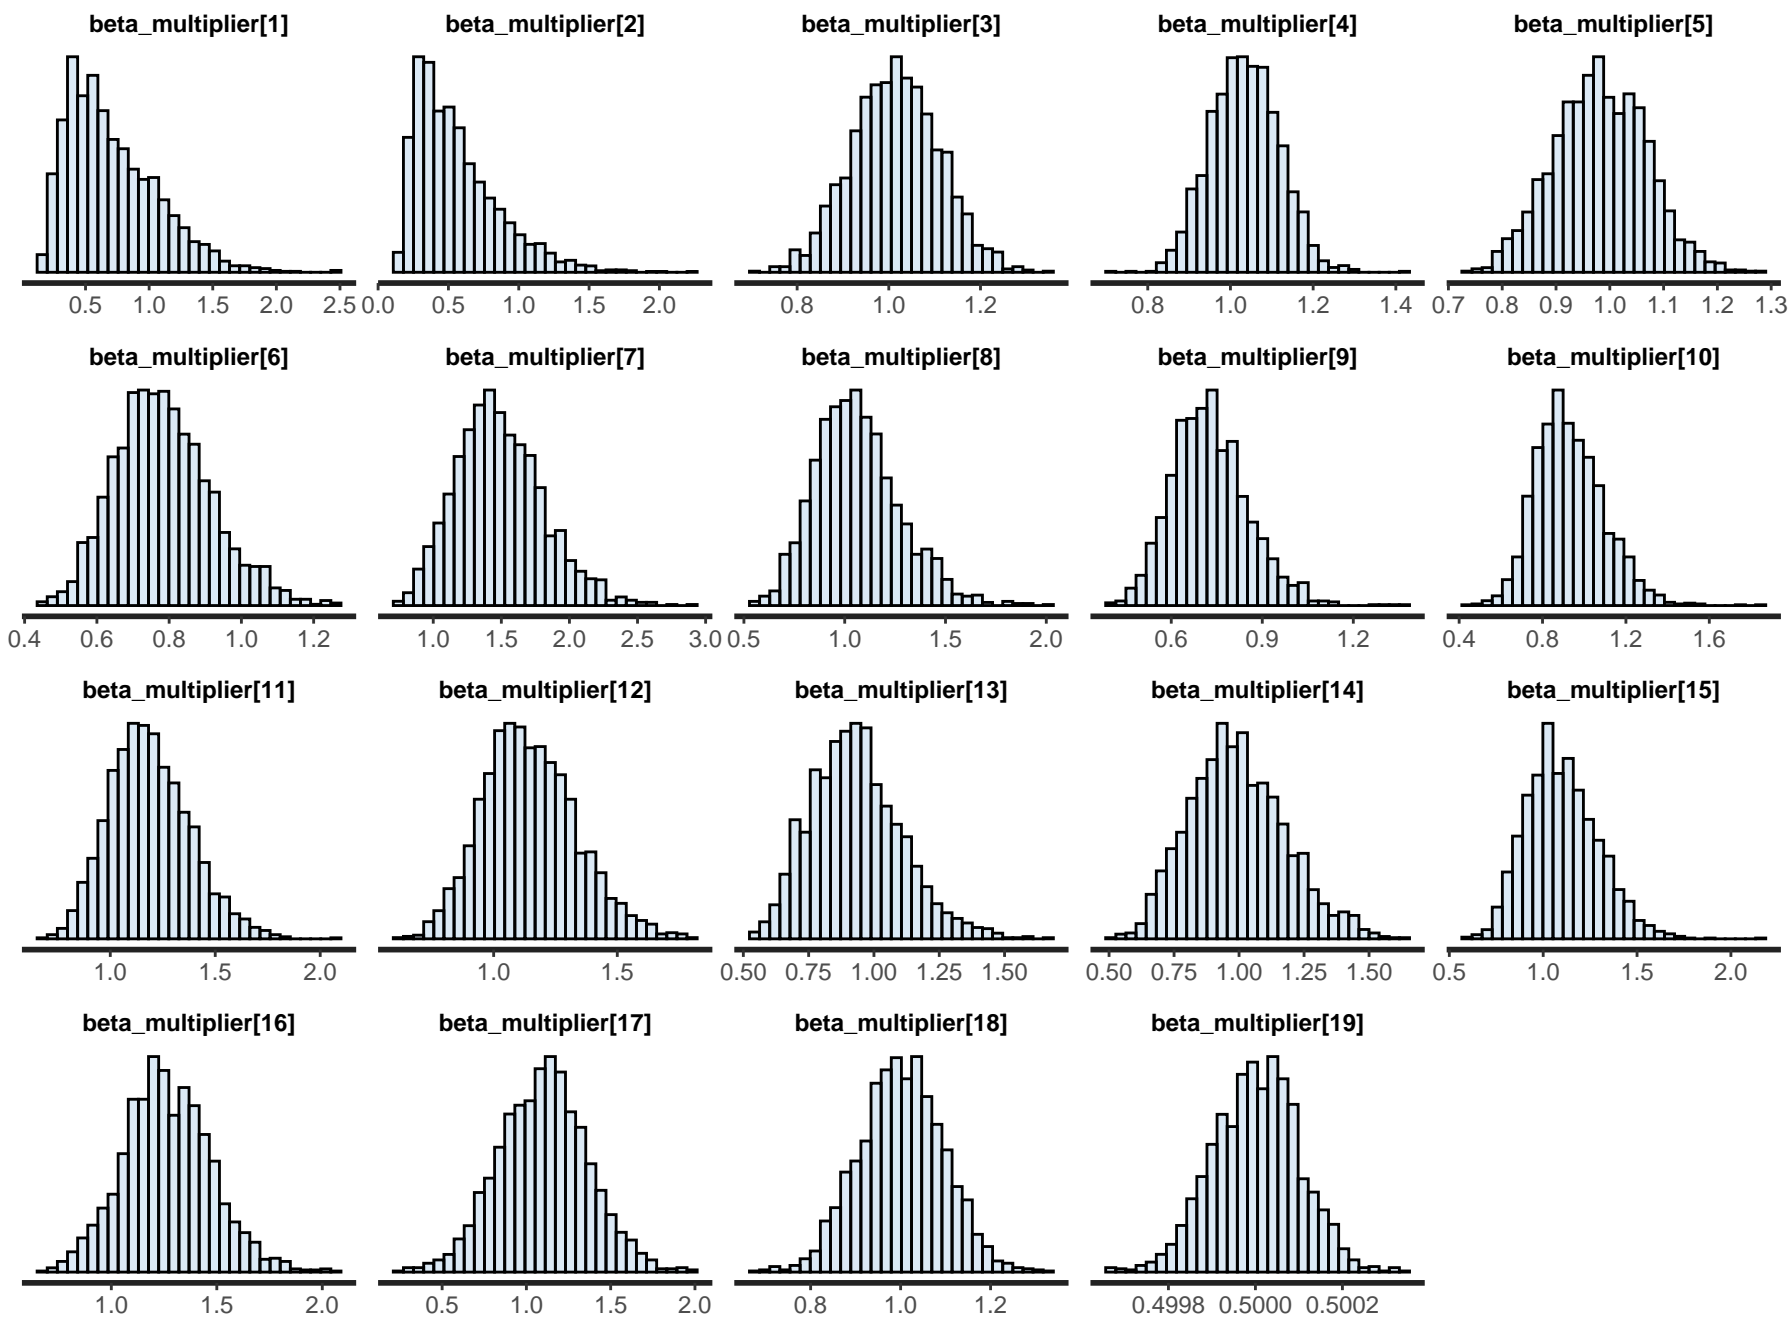 beta_multiplier[1] beta_multiplier[2] beta_multiplier[3] beta_multiplier[4] beta_multiplier[5]
0.5 1.0 1.5 2.0 2.5 0.0 0.5 1.0 1.5 2.0 0.8 1.0 1.2 0.8 1.0 1.2 1.4 0.7 0.8 0.9 1.0 1.1 1.2 1.3
beta_multiplier[6] beta_multiplier[7] beta_multiplier[8] beta_multiplier[9] beta_multiplier[10]
0.4 0.6 0.8 1.0 1.2 1.0 1.5 2.0 2.5 3.0 0.5 1.0 1.5 2.0 0.6 0.9 1.2 0.4 0.8 1.2 1.6
beta_multiplier[11] beta_multiplier[12] beta_multiplier[13] beta_multiplier[14] beta_multiplier[15]
1.0 1.5 2.0 1.0 1.5 0.50 0.75 1.00 1.25 1.50 0.50 0.75 1.00 1.25 1.50 0.5 1.0 1.5 2.0
beta_multiplier[16] beta_multiplier[17] beta_multiplier[18] beta_multiplier[19]
1.0 1.5 2.0 0.5 1.0 1.5 2.0 0.8 1.0 1.2 0.4998 0.5000 0.5002